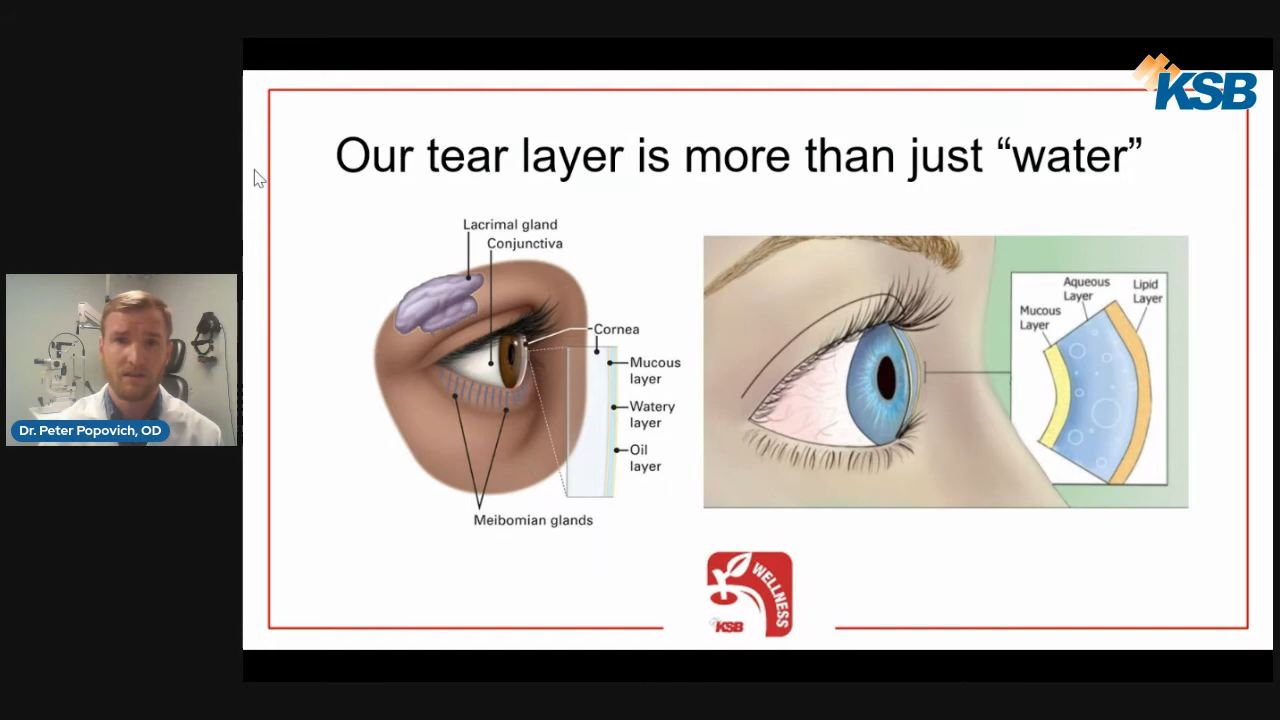 KSB
Our tear layer is more than just “water”
Lacrimal gland
Conjunctiva
Cornea
Mucous
layer
Watery
layer
Oil
layer
Meibomian glands
Aqueous
Layer
Lipid
Layer
Mucous
Layer
Dr. Peter Popovich, OD
WELLNESS
KSB